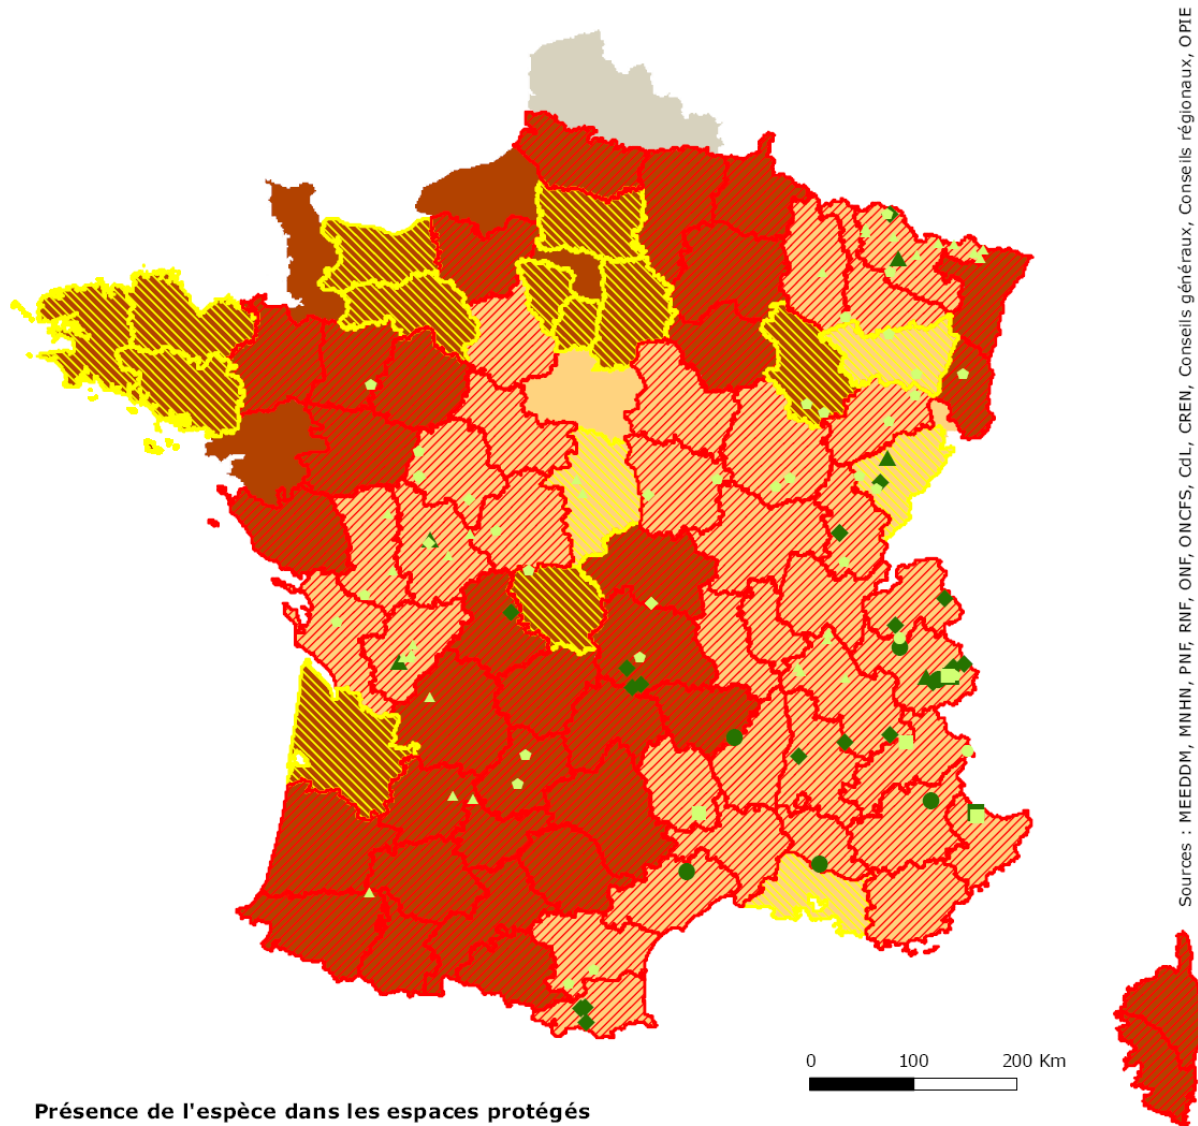 Sources : MEEDDM, MNHN, PNF, RNF, ONF, ONCFS, CdL, CREN, Conseils généraux, Conseils régionaux, OPIE
0 100 200 Km
Présence de l'espèce dans les espaces protégés